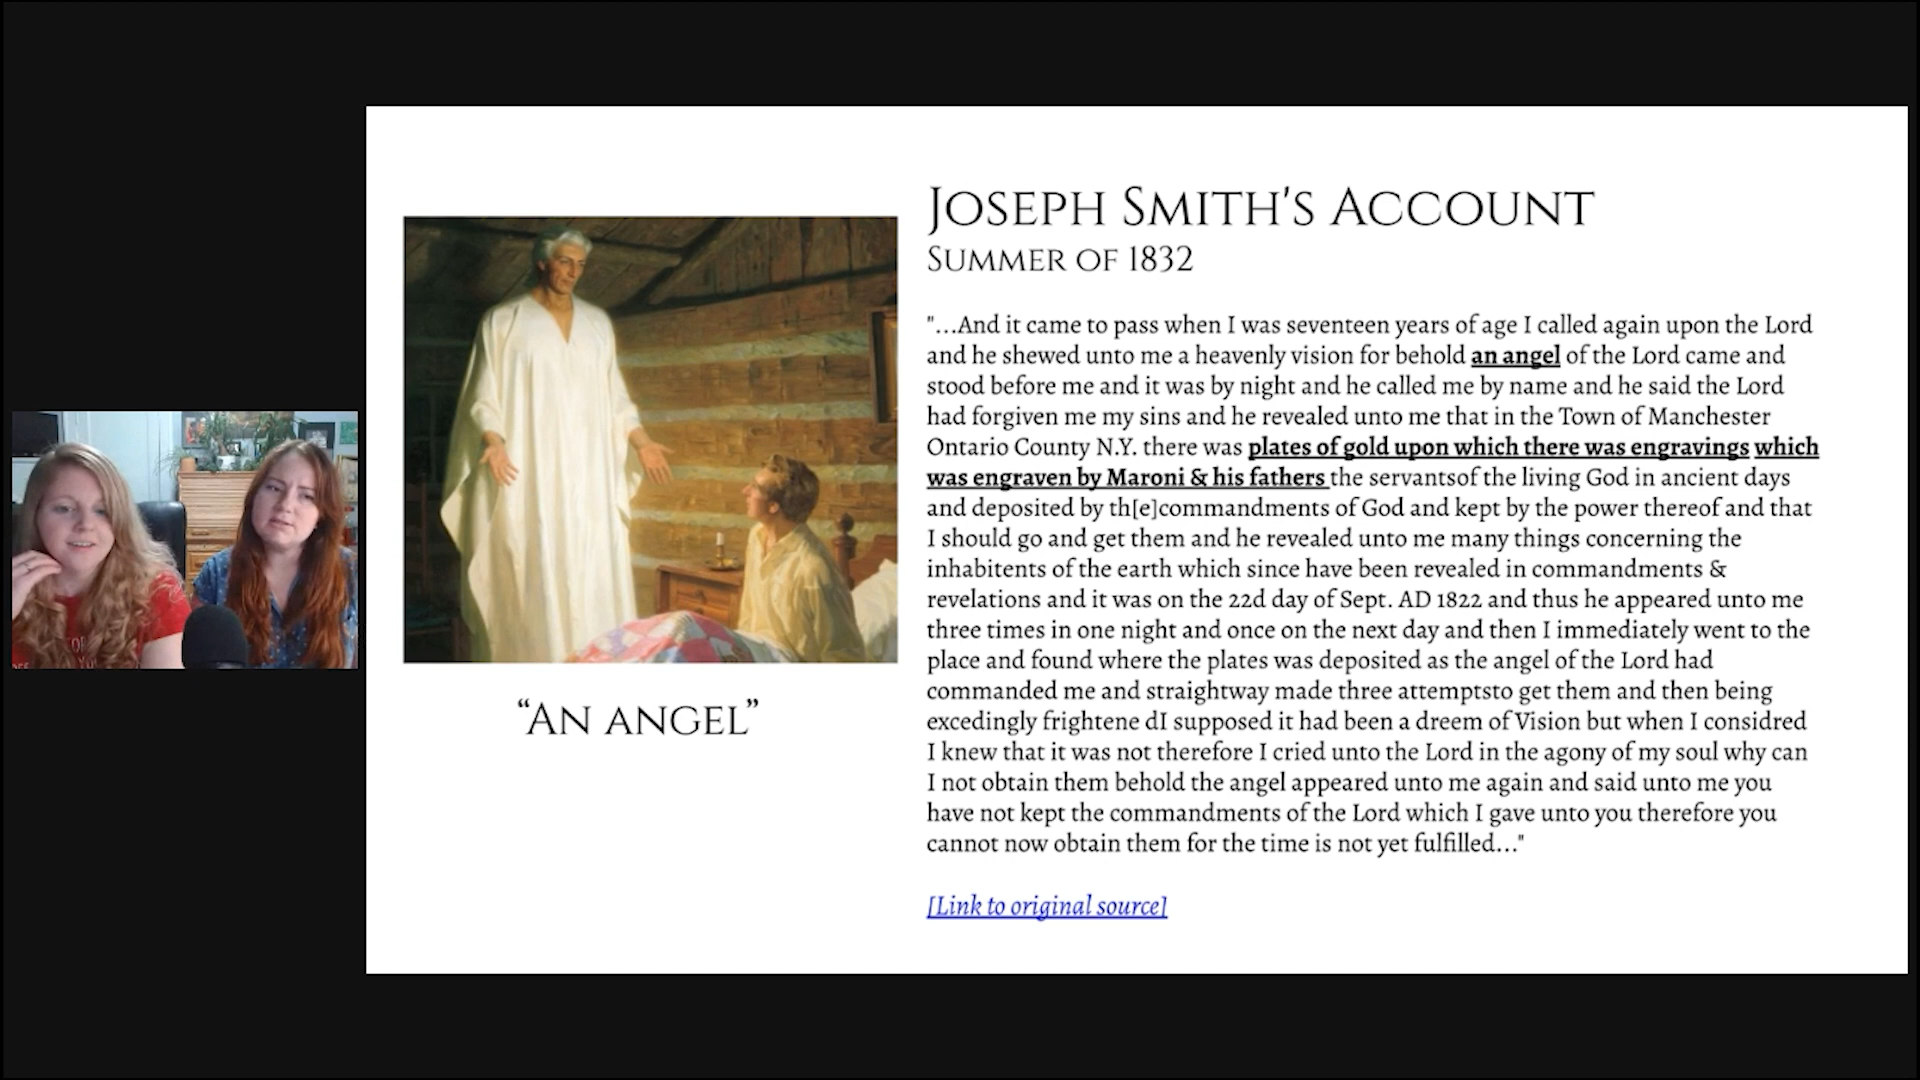 JOSEPH SMITH'S ACCOUNT
SUMMER OF 1832
"...And it came to pass when I was seventeen years of age I called again upon the Lord
and he shewed unto me a heavenly vision for behold an angel of the Lord came and
stood before me and it was by night and he called me by name and he said the Lord
had forgiven me my sins and he revealed unto me that in the Town of Manchester
Ontario County N.Y. there was plates of gold upon which there was engravings which
was engraven by Maroni & his fathers the servantsof the living God in ancient days
and deposited by th[e]commandments of God and kept by the power thereof and that
I should go and get them and he revealed unto me many things concerning the
inhabitents of the earth which since have been revealed in commandments &
revelations and it was on the 22d day of Sept. AD 1822 and thus he appeared unto me
three times in one night and once on the next day and then I immediately went to the
place and found where the plates was deposited as the angel of the Lord had
commanded me and straightway made three attemptsto get them and then being
excedingly frightene dI supposed it had been a dreem of Vision but when I considred
I knew that it was not therefore I cried unto the Lord in the agony of my soul why can
I not obtain them behold the angel appeared unto me again and said unto me you
have not kept the commandments of the Lord which I gave unto you therefore you
cannot now obtain them for the time is not yet fulfilled..."
[Link to original source]
“AN ANGEL”